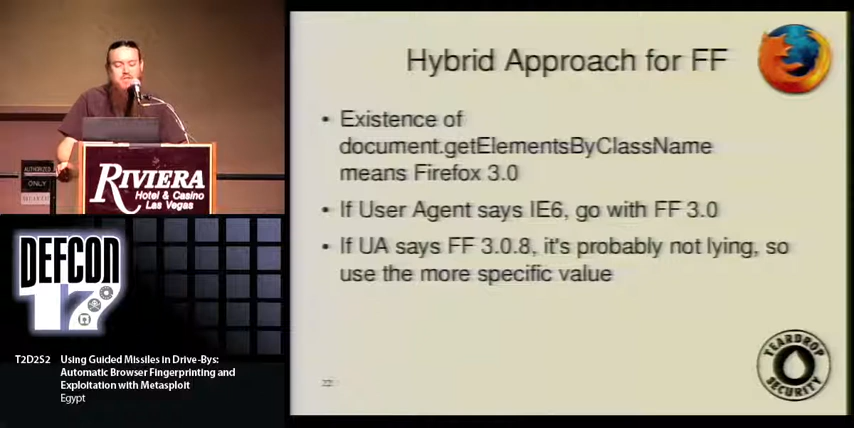 Hybrid Approach for FF
• Existence of
document.getElementsByClassName
means Firefox 3.0
• If User Agent says IE6, go with FF 3.0
• If UA says FF 3.0.8, it's probably not lying, so
use the more specific value
22
TEARDROP
SECURITY
AUTHORIZED
ONLY
RIVIERA
Hotel & Casino
Las Vegas
DEFCON
17
T2D2S2
Using Guided Missiles in Drive-Bys:
Automatic Browser Fingerprinting and
Exploitation with Metasploit
Egypt